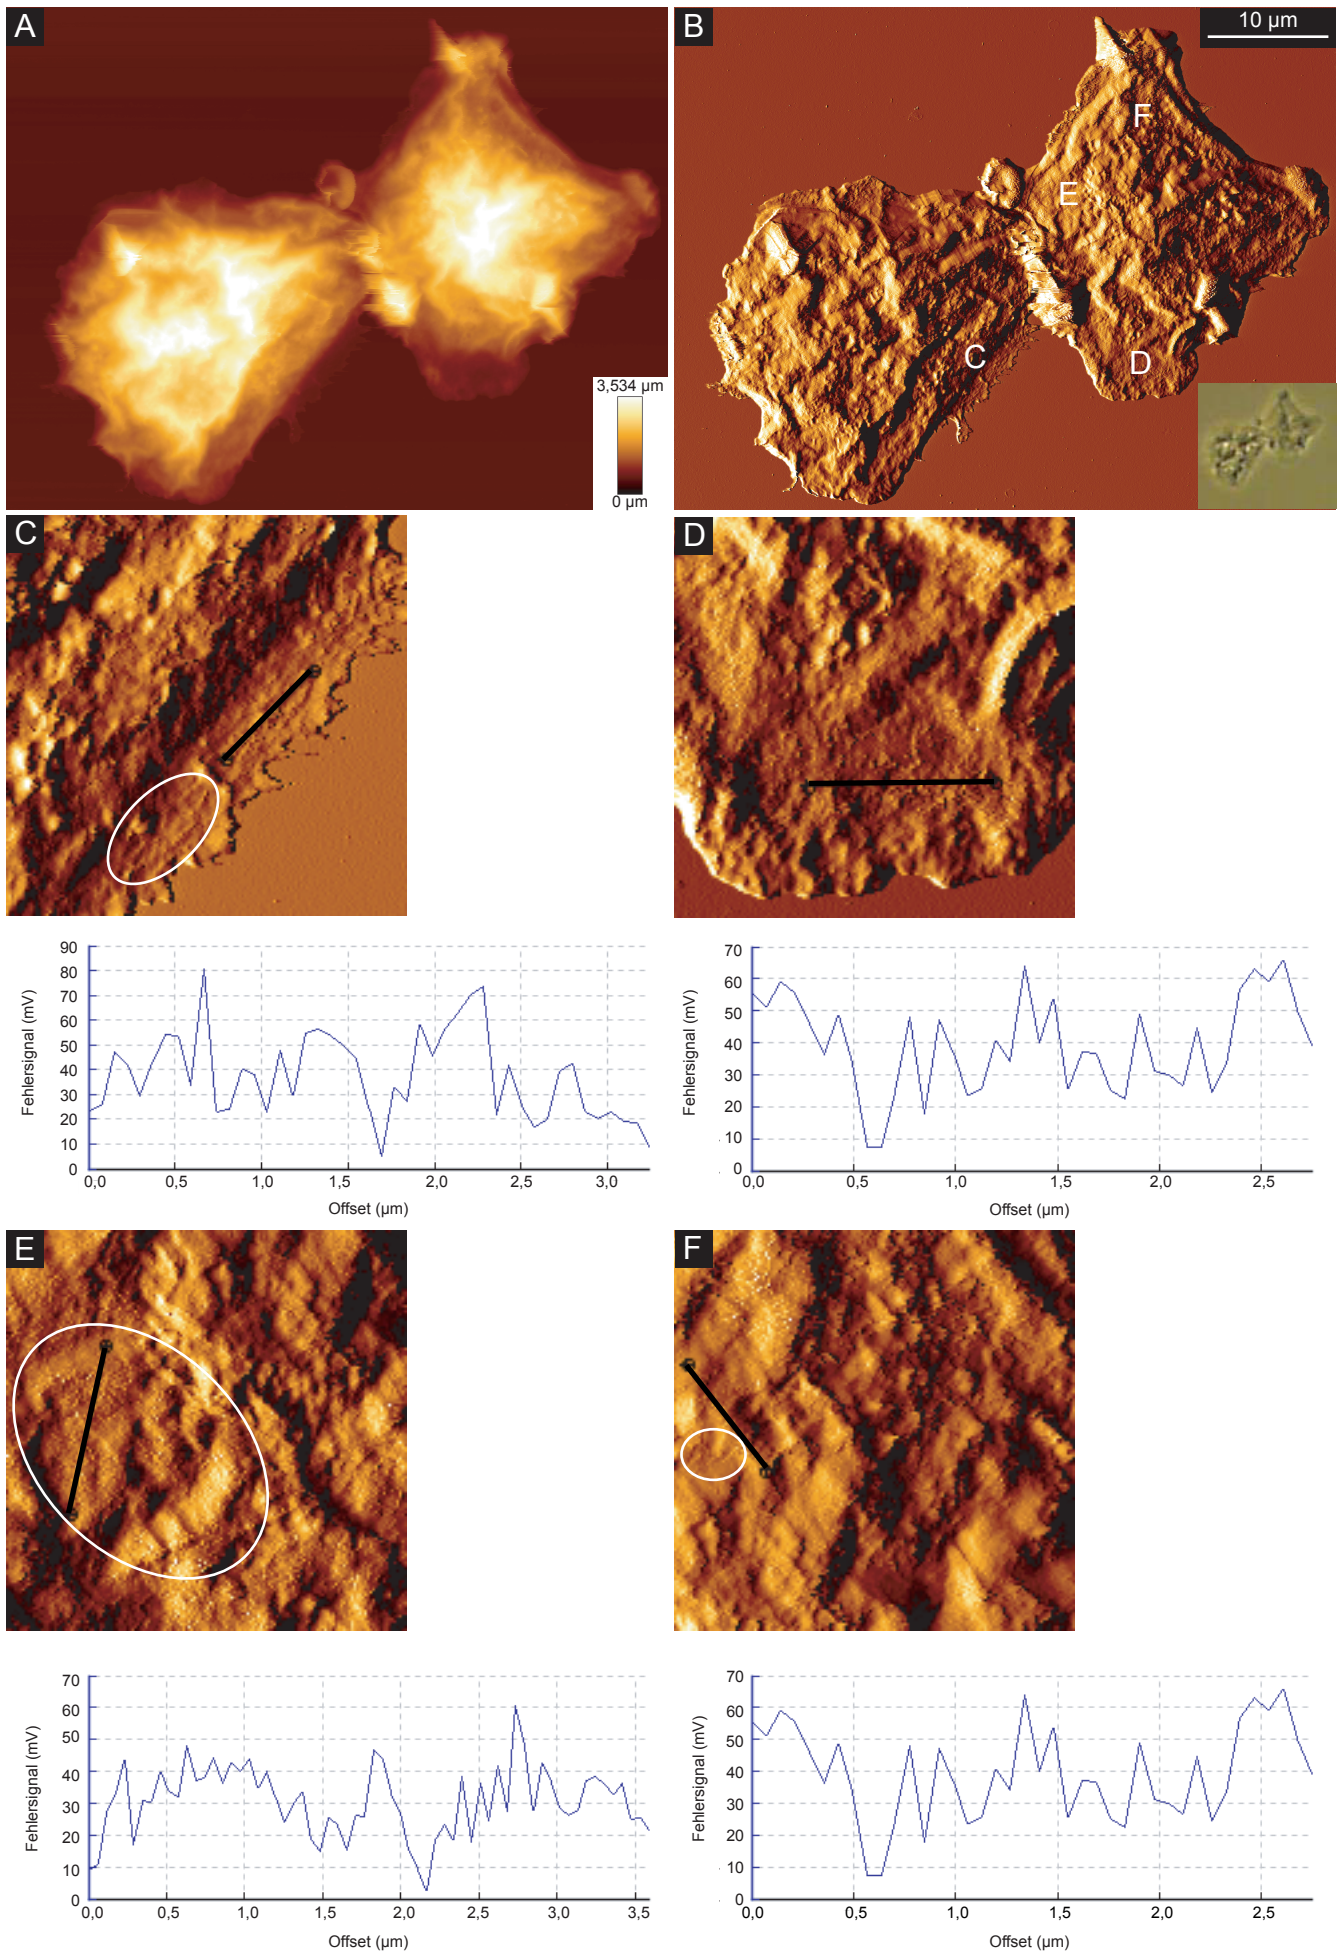 A
3,534 µm
0 µm
B
10 µm
F
E
C
D
C
D
90
80
70
60
50
40
30
20
10
0
Fehlersignal (mV)
0,0 0,5 1,0 1,5 2,0 2,5 3,0
Offset (µm)
70
60
50
40
30
20
10
0
Fehlersignal (mV)
0,0 0,5 1,0 1,5 2,0 2,5
Offset (µm)
E
F
70
60
50
40
30
20
10
0
Fehlersignal (mV)
0,0 0,5 1,0 1,5 2,0 2,5 3,0 3,5
Offset (µm)
70
60
50
40
30
20
10
0
Fehlersignal (mV)
0,0 0,5 1,0 1,5 2,0 2,5
Offset (µm)